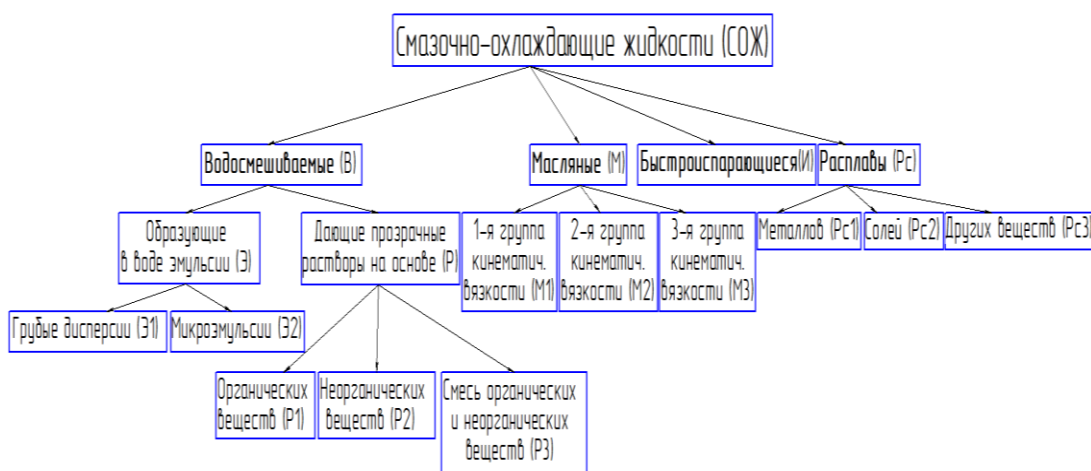 Смазочно-охлаждающие жидкости (СОЖ)
Водосмешиваемые (В)
Масляные (М)
Быстроиспарающиеся(И)
Расплавы (Рс)
Образующие
в воде эмульсии (Э)
Дающие прозрачные
растворы на основе (Р)
1-я группа
кинематич.
вязкости (М1)
2-я группа
кинематич.
вязкости (М2)
3-я группа
кинематич.
вязкости (М3)
Металлов (Рс1)
Солей (Рс2)
Других веществ (Рс3)
Грубые дисперсии (Э1)
Микроэмульсии (Э2)
Органических
веществ (Р1)
Неорганических
веществ (Р2)
Смесь органических
и неорганических
веществ (Р3)